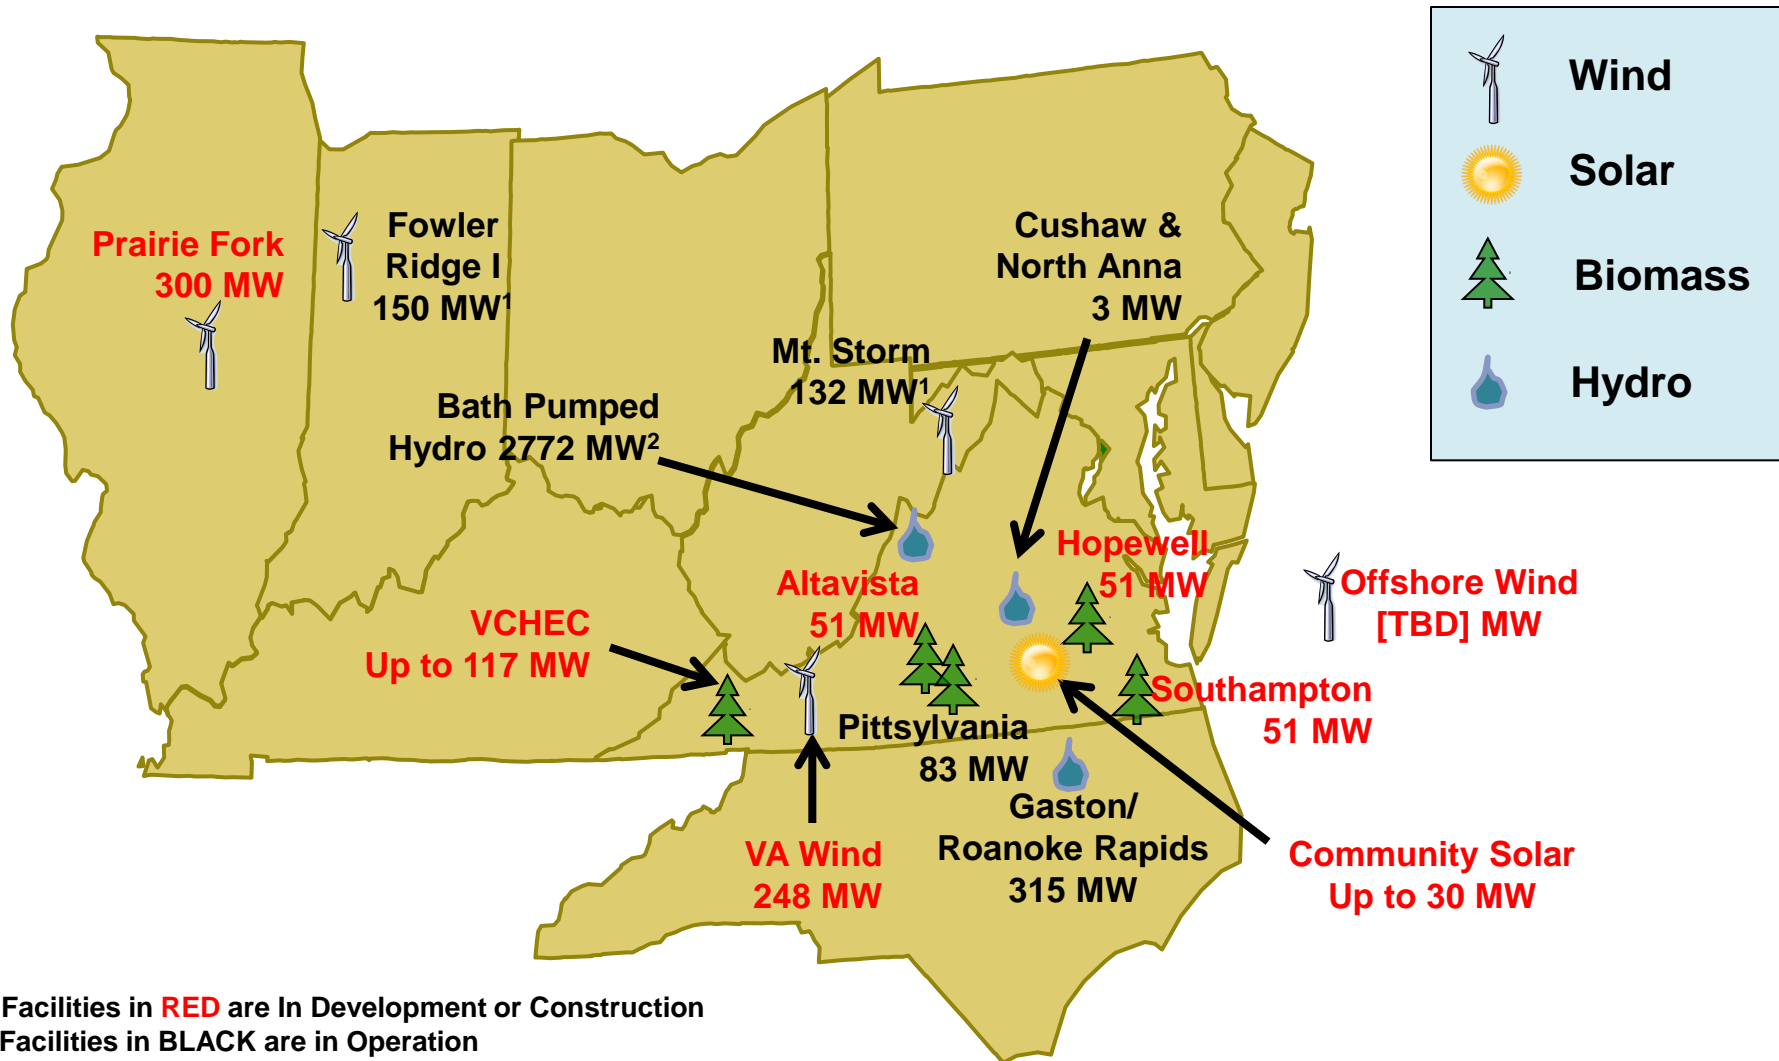 Wind
Solar
Biomass
Hydro
Prairie Fork
300 MW
Fowler
Ridge I
150 MW¹
Cushaw &
North Anna
3 MW
Mt. Storm
132 MW¹
Bath Pumped
Hydro 2772 MW²
Hopewell
51 MW
Altavista
51 MW
Offshore Wind
[TBD] MW
VCHEC
Up to 117 MW
Southampton
51 MW
Pittsylvania
83 MW
Gaston/
Roanoke Rapids
315 MW
VA Wind
248 MW
Community Solar
Up to 30 MW
Facilities in RED are In Development or Construction
Facilities in BLACK are in Operation